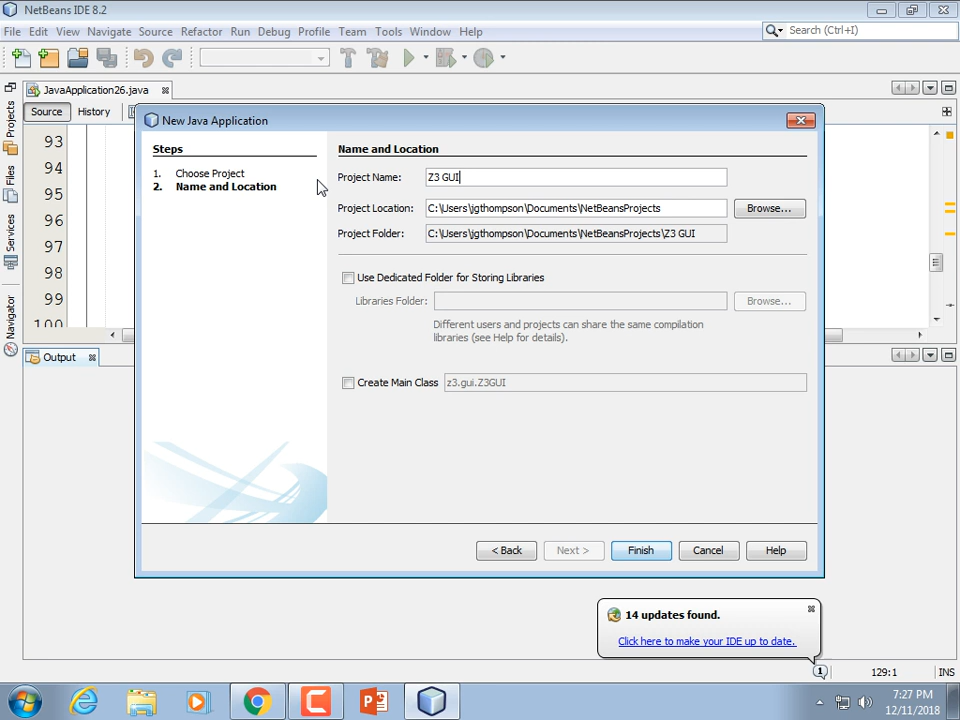 NetBeans IDE 8.2
File Edit View Navigate Source Refactor Run Debug Profile Team Tools Window Help
Search (Ctrl+I)
JavaApplication26.java
Source History
Projects
Files
Services
Navigator
93
94
95
96
97
98
99
100
New Java Application
Steps
1. Choose Project
2. Name and Location
Name and Location
Project Name: Z3 GUI
Project Location: C:\Users\jgthompson\Documents\NetBeansProjects Browse...
Project Folder: C:\Users\jgthompson\Documents\NetBeansProjects\Z3 GUI
Use Dedicated Folder for Storing Libraries
Libraries Folder: Browse...
Different users and projects can share the same compilation
libraries (see Help for details).
Create Main Class z3.gui.Z3GUI
< Back Next > Finish Cancel Help
Output
14 updates found.
Click here to make your IDE up to date.
1 129:1 INS
7:27 PM
12/11/2018